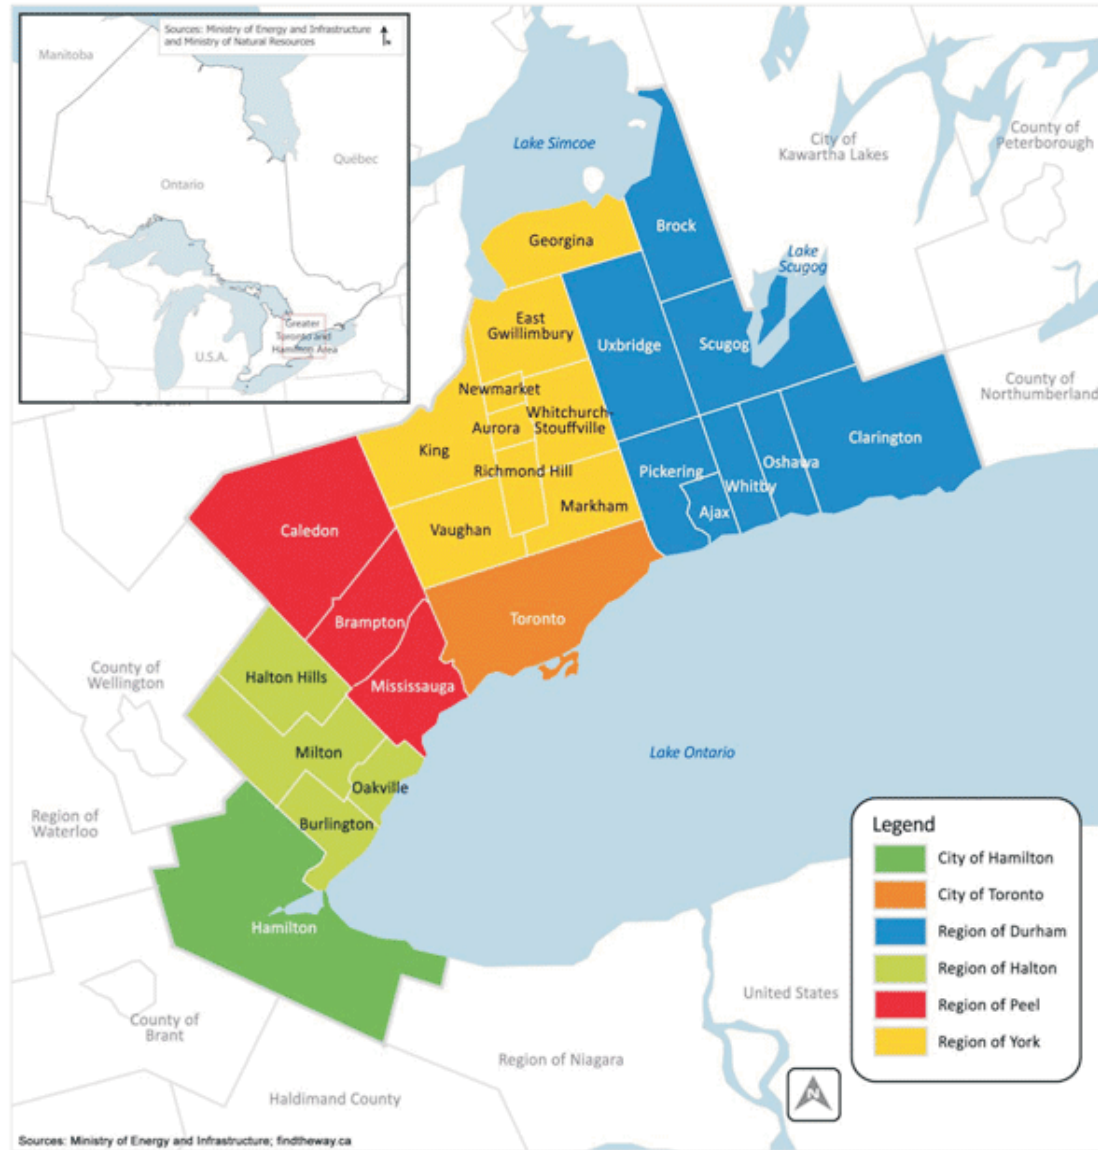 Sources: Ministry of Energy and Infrastructure
and Ministry of Natural Resources
Manitoba
Québec
Ontario
U.S.A.
Greater
Toronto and
Hamilton Area
Lake Simcoe
City of
Kawartha Lakes
County of
Peterborough
Georgina
Brock
Lake
Scugog
East
Gwillimbury
Uxbridge
Scugog
County of
Northumberland
Newmarket
Whitchurch-
Stouffville
Aurora
King
Richmond Hill
Pickering
Oshawa
Clarington
Whitby
Ajax
Markham
Vaughan
Caledon
Toronto
Brampton
County of
Wellington
Halton Hills
Mississauga
Milton
Lake Ontario
Oakville
Burlington
Region of
Waterloo
Hamilton
County of
Brant
United States
Region of Niagara
Haldimand County
Legend
City of Hamilton
City of Toronto
Region of Durham
Region of Halton
Region of Peel
Region of York
N
Sources: Ministry of Energy and Infrastructure; findtheway.ca